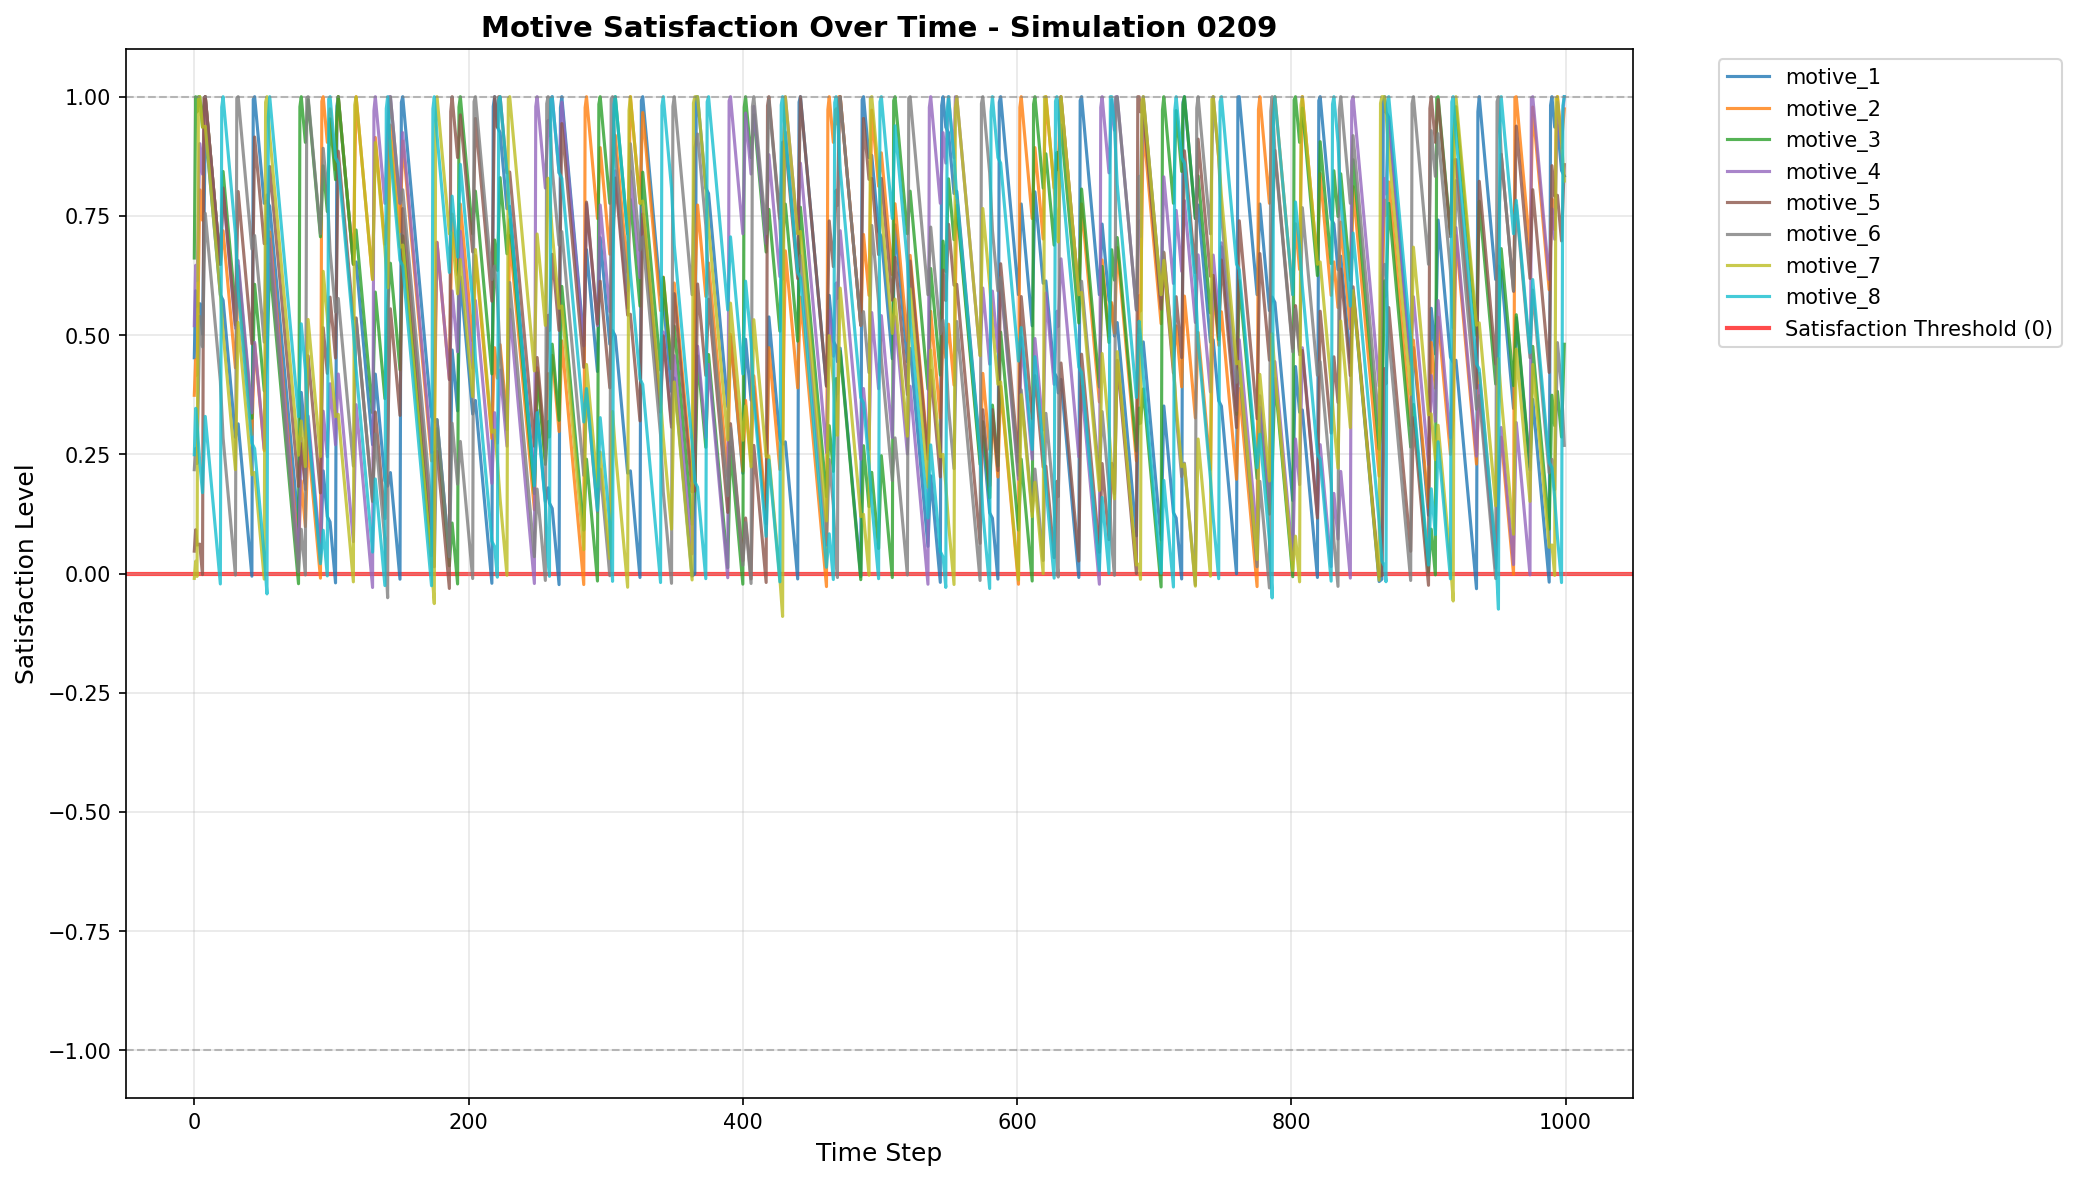 Motive Satisfaction Over Time - Simulation 0209
Satisfaction Level
1.00
0.75
0.50
0.25
0.00
−0.25
−0.50
−0.75
−1.00
0
200
400
600
800
1000
Time Step
motive_1
motive_2
motive_3
motive_4
motive_5
motive_6
motive_7
motive_8
Satisfaction Threshold (0)